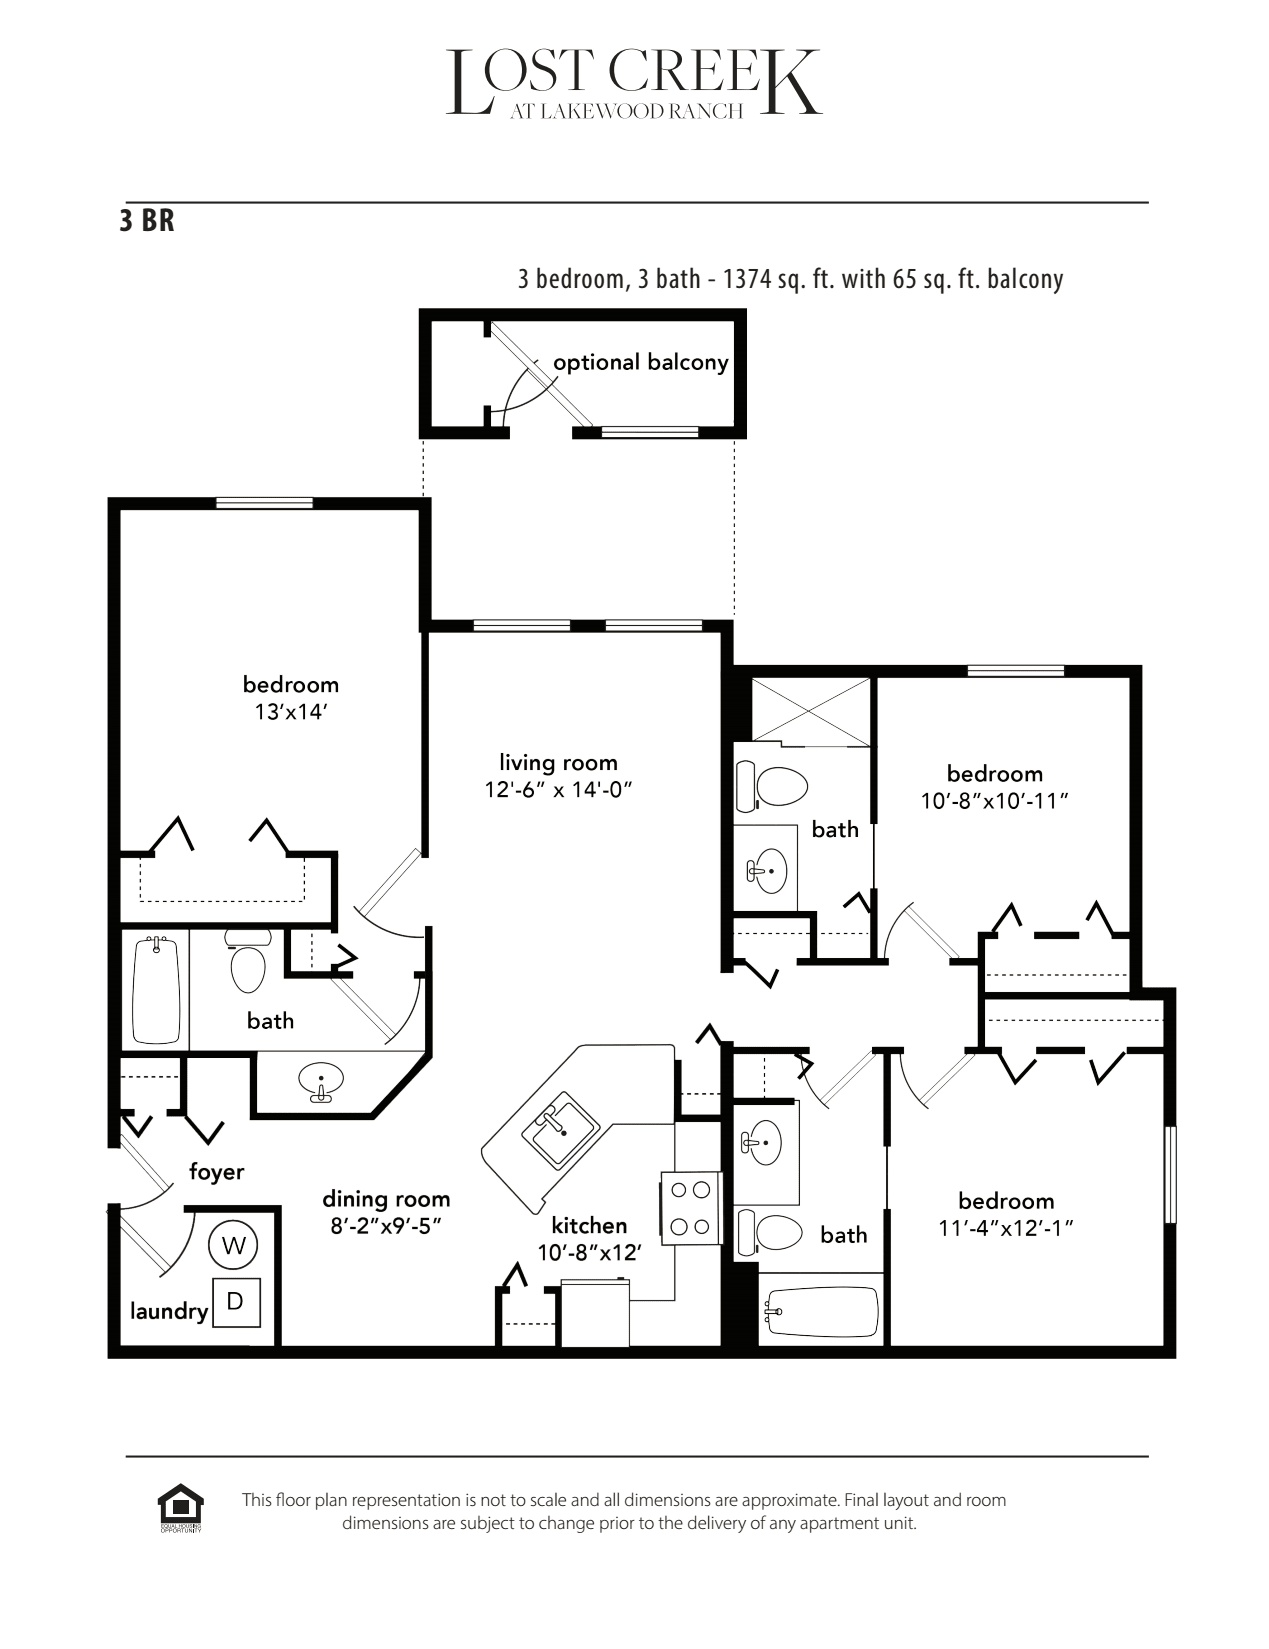 LOST CREEK
AT LAKEWOOD RANCH
3 BR
3 bedroom, 3 bath - 1374 sq. ft. with 65 sq. ft. balcony
optional balcony
bedroom
13’x14’
living room
12'-6” x 14'-0”
bedroom
10’-8”x10’-11”
bath
bath
foyer
dining room
8’-2”x9’-5”
kitchen
10’-8”x12’
bath
bedroom
11’-4”x12’-1”
W
D
laundry
EQUAL HOUSING
OPPORTUNITY
This floor plan representation is not to scale and all dimensions are approximate. Final layout and room
dimensions are subject to change prior to the delivery of any apartment unit.